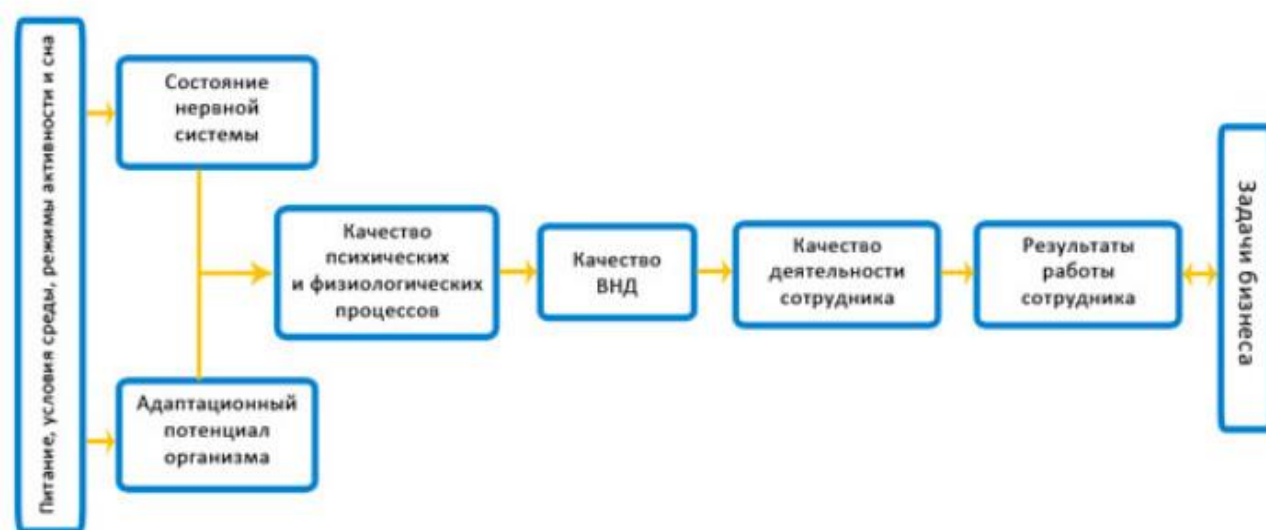 Питание, условия среды, режимы активности и сна
Состояние
нервной
системы
Адаптационный
потенциал
организма
Качество
психических
и физиологических
процессов
Качество
ВНД
Качество
деятельности
сотрудника
Результаты
работы
сотрудника
Задачи бизнеса